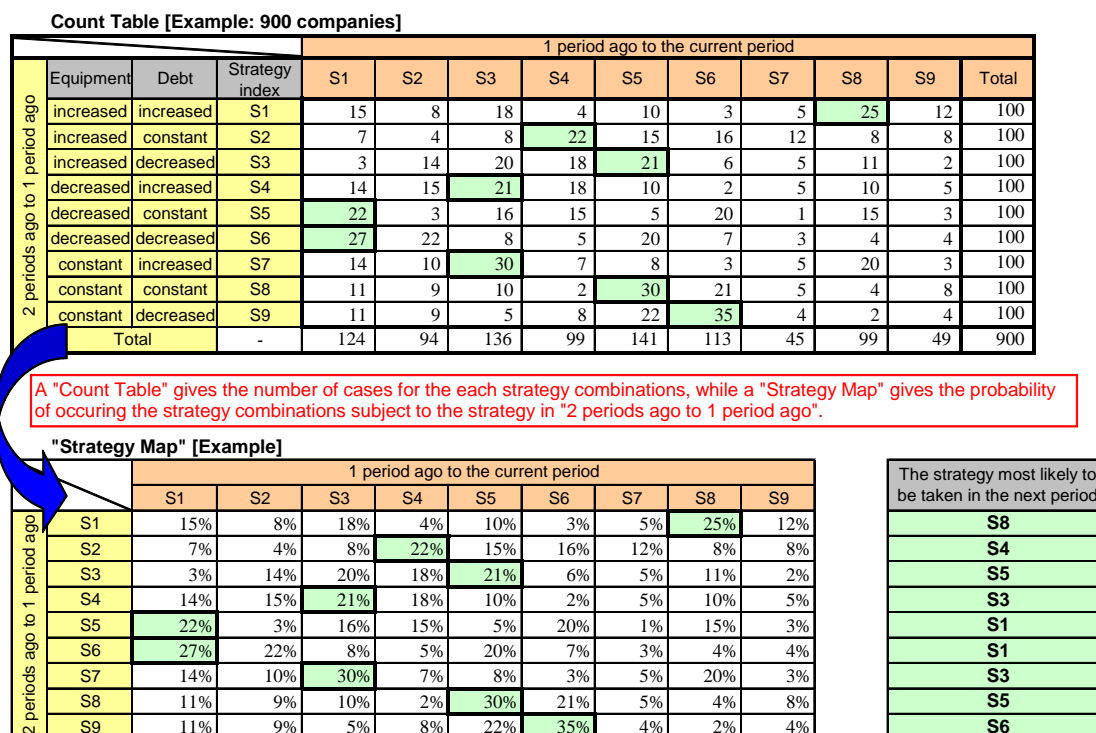 Count Table [Example: 900 companies]
1 period ago to the current period
2 periods ago to 1 period ago
Equipment Debt Strategy index S1 S2 S3 S4 S5 S6 S7 S8 S9 Total
increased increased S1 15 8 18 4 10 3 5 25 12 100
increased constant S2 7 4 8 22 15 16 12 8 8 100
increased decreased S3 3 14 20 18 21 6 5 11 2 100
decreased increased S4 14 15 21 18 10 2 5 10 5 100
decreased constant S5 22 3 16 15 5 20 1 15 3 100
decreased decreased S6 27 22 8 5 20 7 3 4 4 100
constant increased S7 14 10 30 7 8 3 5 20 3 100
constant constant S8 11 9 10 2 30 21 5 4 8 100
constant decreased S9 11 9 5 8 22 35 4 2 4 100
Total - 124 94 136 99 141 113 45 99 49 900
A "Count Table" gives the number of cases for the each strategy combinations, while a "Strategy Map" gives the probability
of occuring the strategy combinations subject to the strategy in "2 periods ago to 1 period ago".
"Strategy Map" [Example]
1 period ago to the current period
The strategy most likely to
be taken in the next period
2 periods ago to 1 period ago
S1 S2 S3 S4 S5 S6 S7 S8 S9
S1 15% 8% 18% 4% 10% 3% 5% 25% 12% S8
S2 7% 4% 8% 22% 15% 16% 12% 8% 8% S4
S3 3% 14% 20% 18% 21% 6% 5% 11% 2% S5
S4 14% 15% 21% 18% 10% 2% 5% 10% 5% S3
S5 22% 3% 16% 15% 5% 20% 1% 15% 3% S1
S6 27% 22% 8% 5% 20% 7% 3% 4% 4% S1
S7 14% 10% 30% 7% 8% 3% 5% 20% 3% S3
S8 11% 9% 10% 2% 30% 21% 5% 4% 8% S5
S9 11% 9% 5% 8% 22% 35% 4% 2% 4% S6